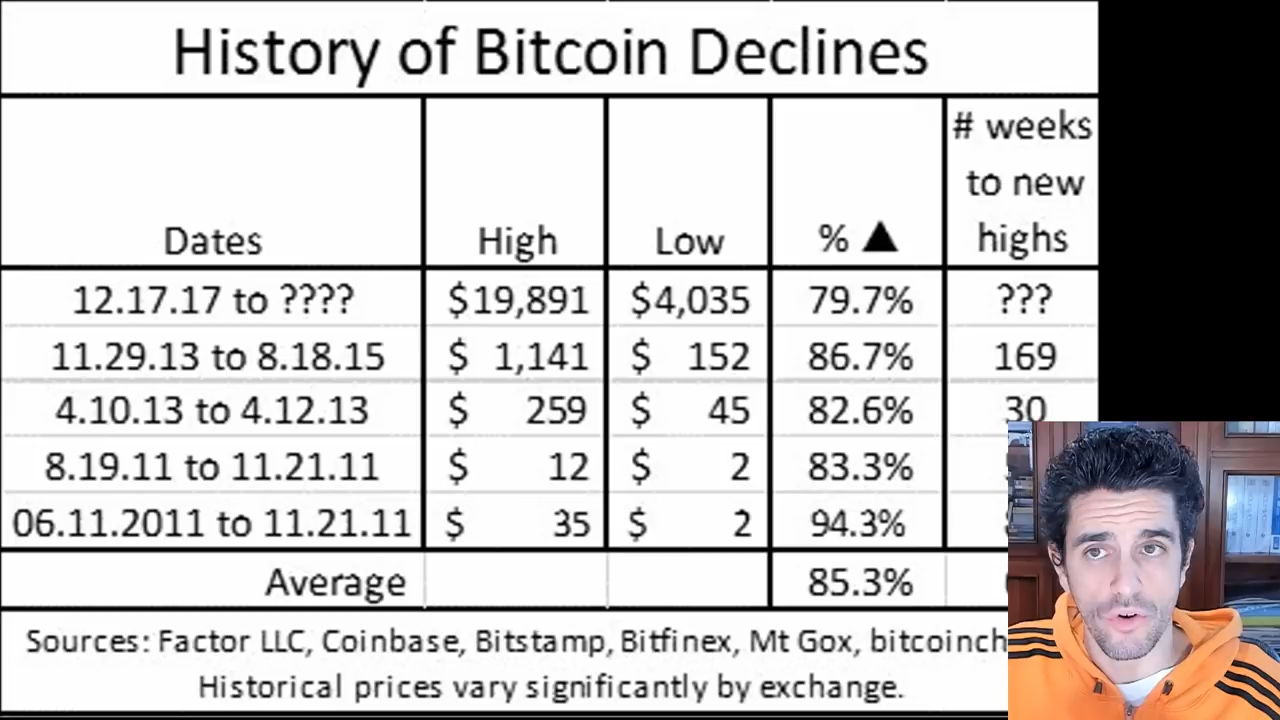 History of Bitcoin Declines
Dates High Low % ▲ # weeks to new highs
12.17.17 to ???? $19,891 $4,035 79.7% ???
11.29.13 to 8.18.15 $ 1,141 $ 152 86.7% 169
4.10.13 to 4.12.13 $ 259 $ 45 82.6% 30
8.19.11 to 11.21.11 $ 12 $ 2 83.3%
06.11.2011 to 11.21.11 $ 35 $ 2 94.3%
Average 85.3%
Sources: Factor LLC, Coinbase, Bitstamp, Bitfinex, Mt Gox,
Historical prices vary significantly by exchange.